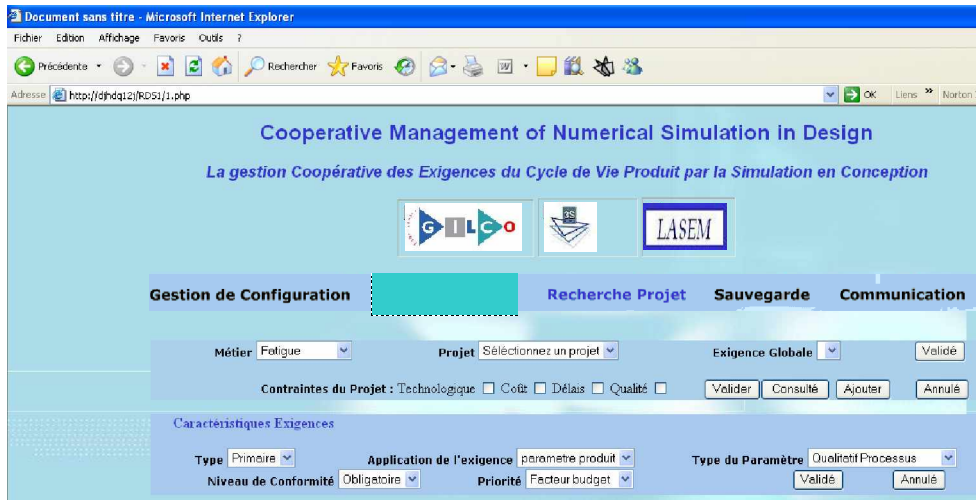 Document sans titre - Microsoft Internet Explorer
Fichier Edition Affichage Favoris Outils ?
Précédente Rechercher Favoris W
Adresse http://djhdq12j/RD51/1.php OK Liens » Norton
Cooperative Management of Numerical Simulation in Design
La gestion Coopérative des Exigences du Cycle de Vie Produit par la Simulation en Conception
GILCO 3S LASEM
Gestion de Configuration Recherche Projet Sauvegarde Communication
Métier Fatigue Projet Séléctionnez un projet Exigence Globale Validé
Contraintes du Projet : Technologique Coût Délais Qualité Valider Consulté Ajouter Annulé
Caractéristiques Exigences
Type Primaire Application de l'exigence parametre produit Type du Paramètre Qualitatif Processus
Niveau de Conformité Obligatoire Priorité Facteur budget Validé Annulé